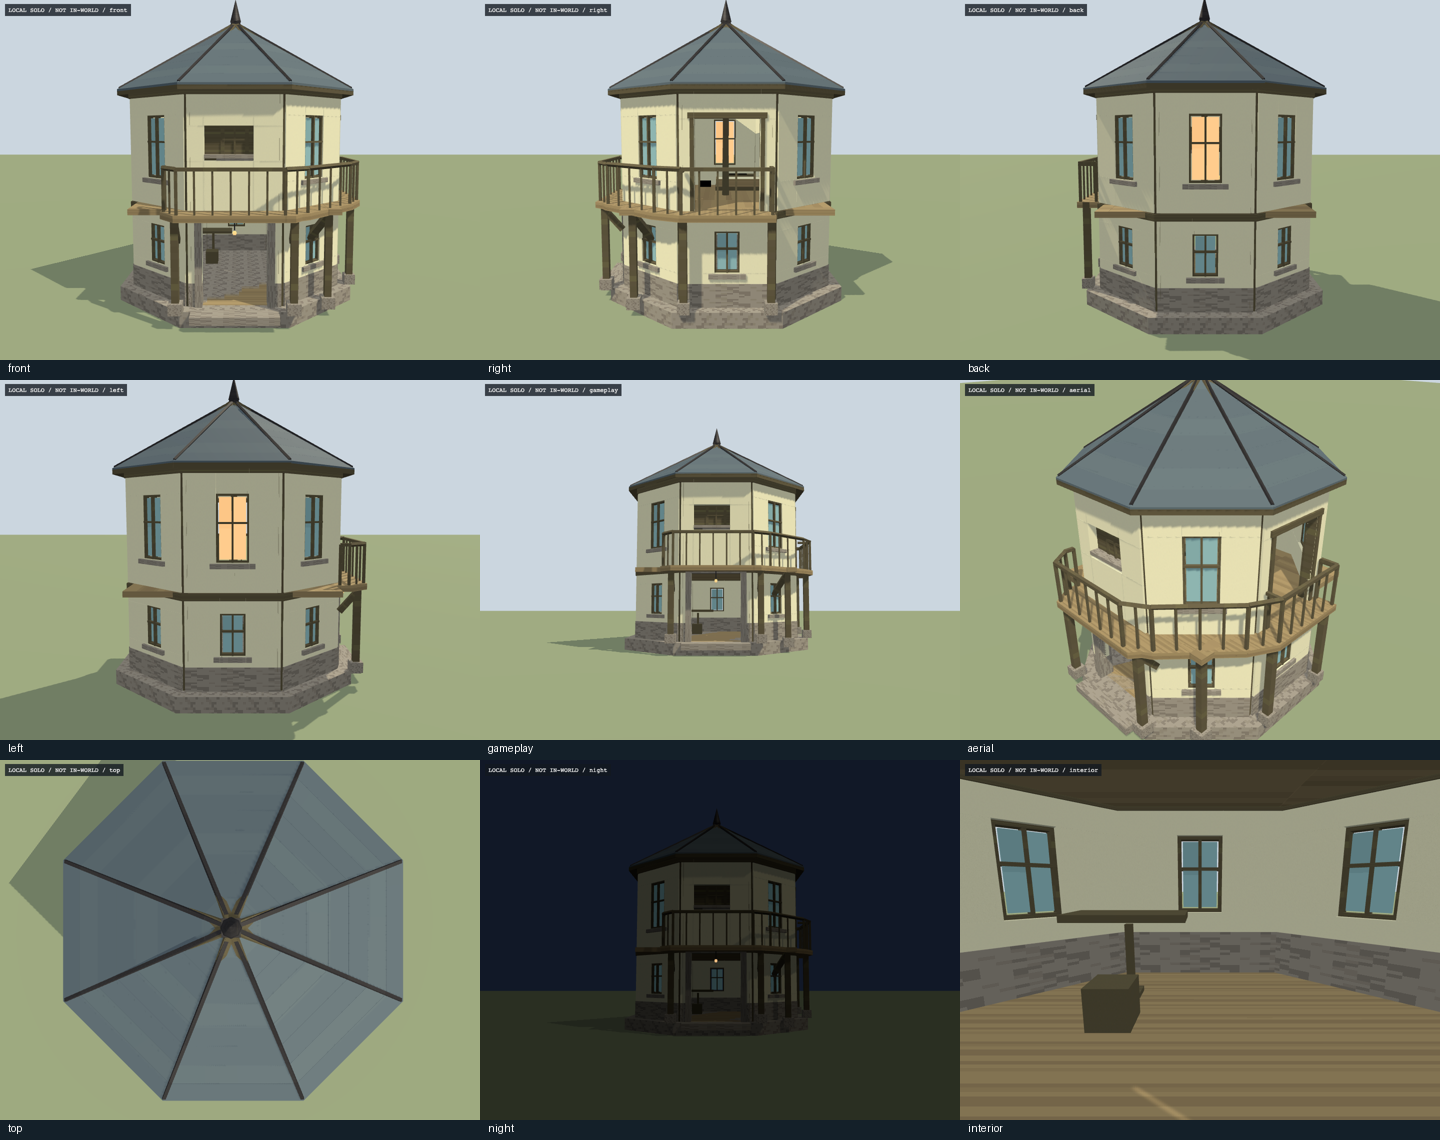 LOCAL SOLO / NOT IN-WORLD / front
LOCAL SOLO / NOT IN-WORLD / right
LOCAL SOLO / NOT IN-WORLD / back
front
right
back
LOCAL SOLO / NOT IN-WORLD / left
LOCAL SOLO / NOT IN-WORLD / gameplay
LOCAL SOLO / NOT IN-WORLD / aerial
left
gameplay
aerial
LOCAL SOLO / NOT IN-WORLD / top
LOCAL SOLO / NOT IN-WORLD / night
LOCAL SOLO / NOT IN-WORLD / interior
top
night
interior